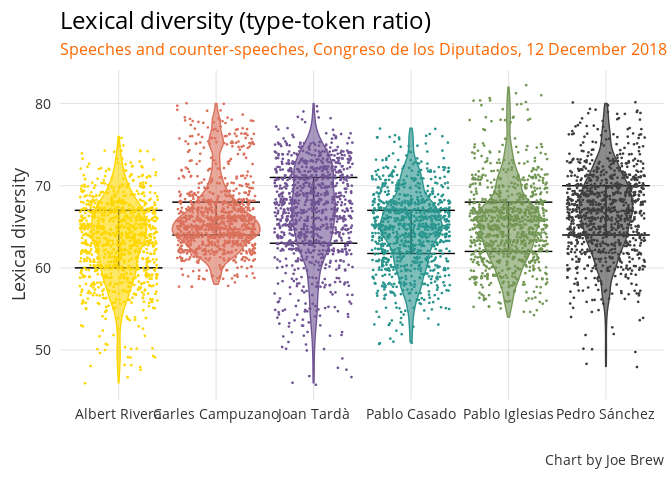 Lexical diversity (type-token ratio)
Speeches and counter-speeches, Congreso de los Diputados, 12 December 2018
Lexical diversity
80
70
60
50
Albert Rivera Carles Campuzano Joan Tardà Pablo Casado Pablo Iglesias Pedro Sánchez
Chart by Joe Brew